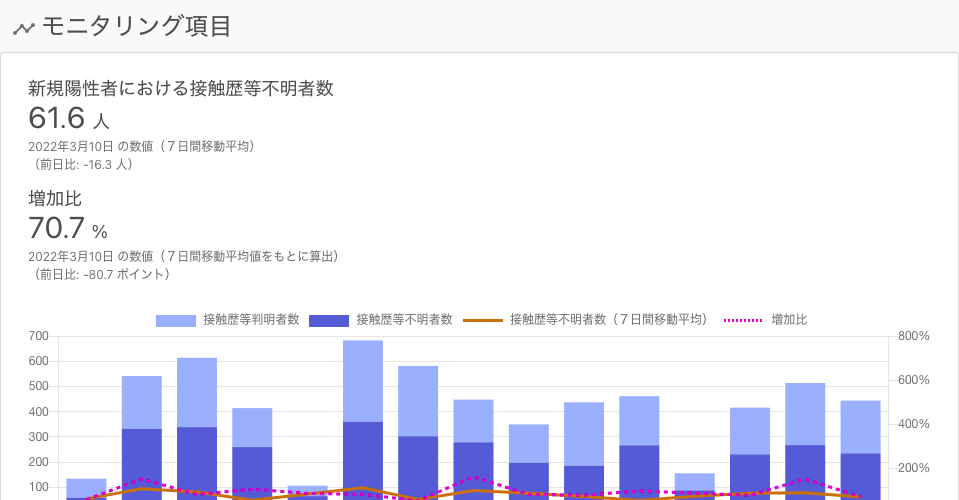 モニタリング項目
新規陽性者における接触歴等不明者数
61.6 人
2022年3月10日 の数値（７日間移動平均）
（前日比: -16.3 人）
増加比
70.7 %
2022年3月10日 の数値（７日間移動平均値をもとに算出）
（前日比: -80.7 ポイント）
接触歴等判明者数 接触歴等不明者数 接触歴等不明者数（７日間移動平均） 増加比
700 800%
600 600%
500
400 400%
300
200 200%
100